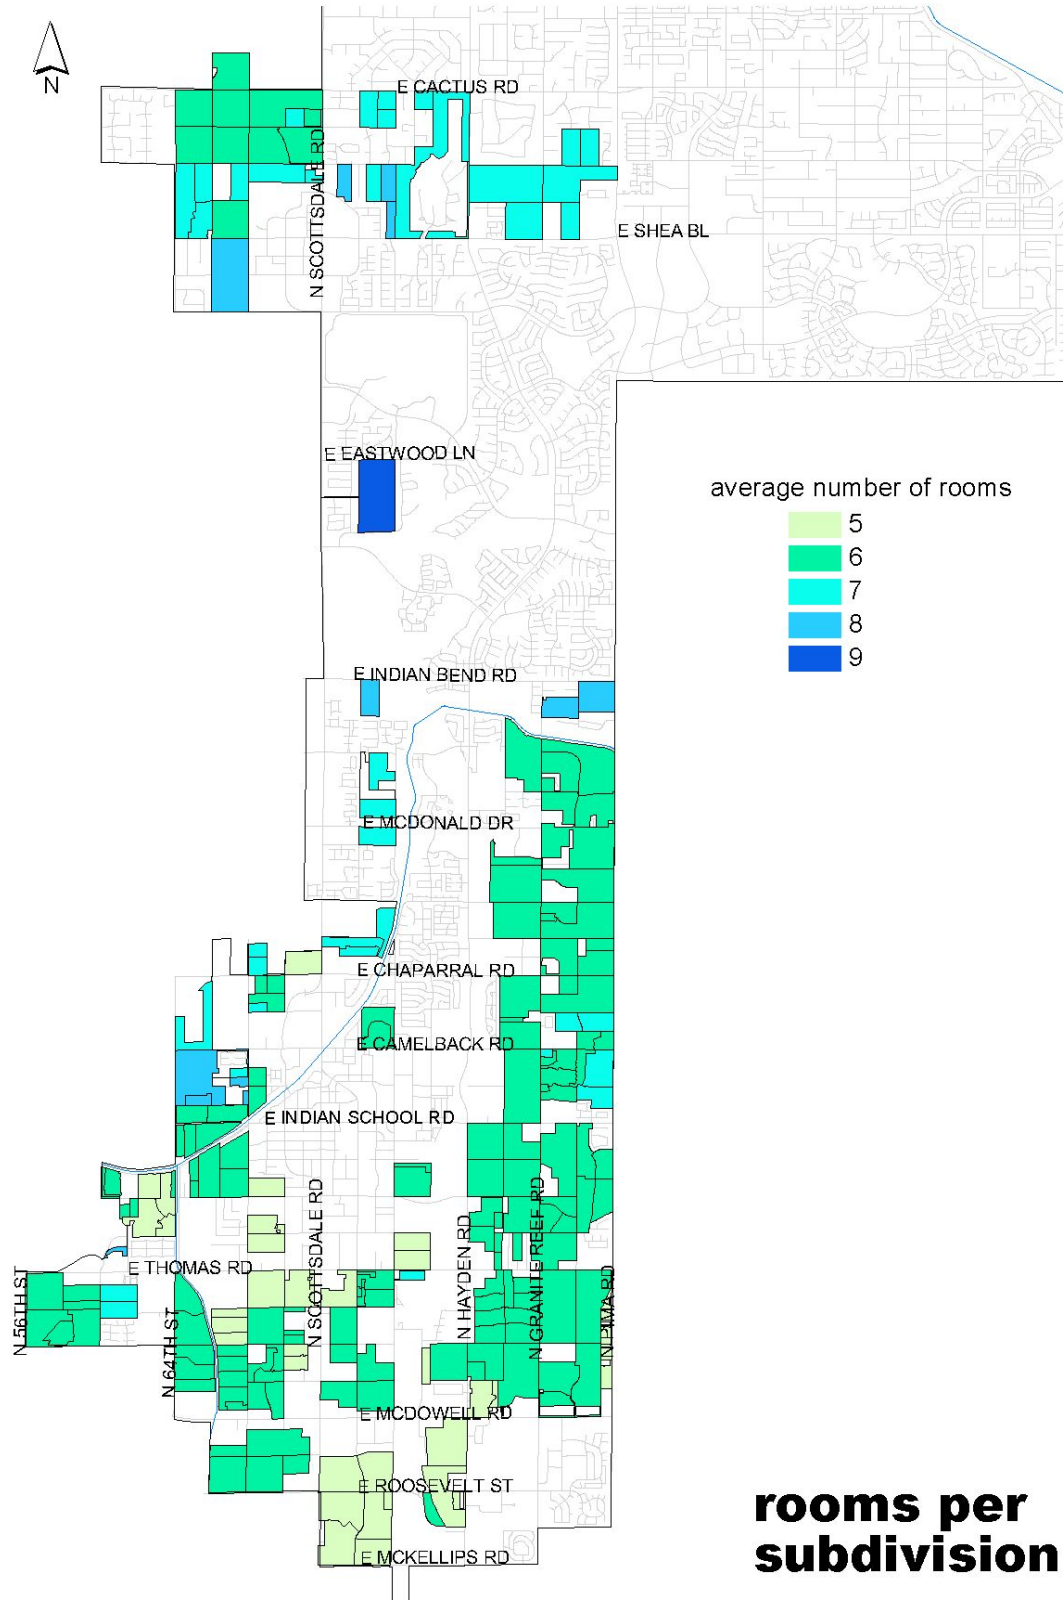 N
E CACTUS RD
N SCOTTSDALE RD
E SHEA BL
E EASTWOOD LN
average number of rooms
5
6
7
8
9
E INDIAN BEND RD
E MCDONALD DR
E CHAPARRAL RD
E CAMELBACK RD
E INDIAN SCHOOL RD
N SCOTTSDALE RD
N HAYDEN RD
N GRANITE REEF RD
E THOMAS RD
N 56TH ST
N 64TH ST
N PIMA RD
E MCDOWELL RD
E ROOSEVELT ST
E MCKELLIPS RD
rooms per
subdivision